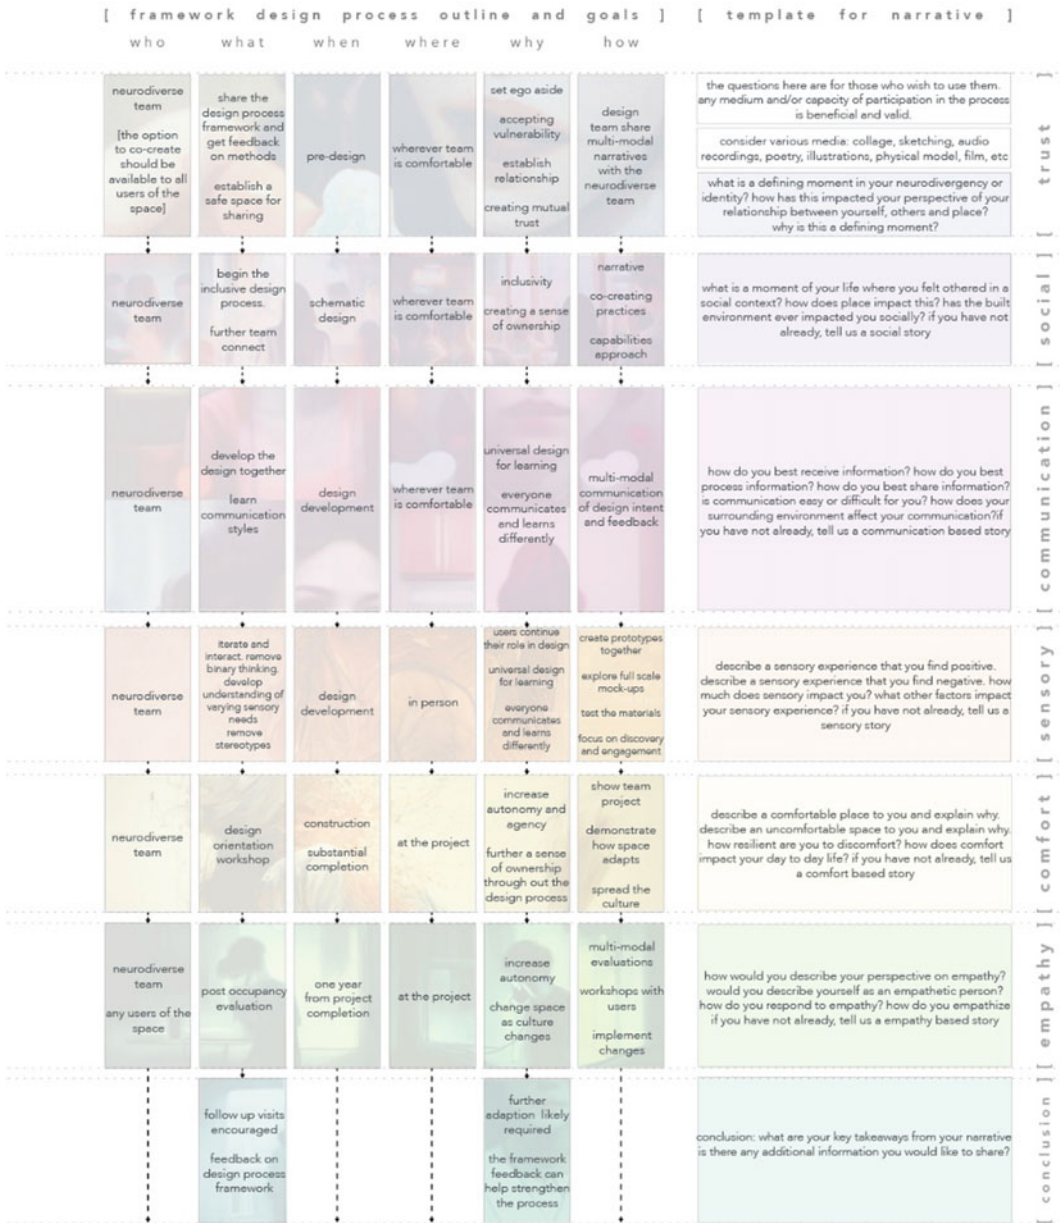 [ framework design process outline and goals ]
[ template for narrative ]
who
what
when
where
why
how
neurodiverse
team
[the option
to co-create
should be
available to all
users of the
space]
share the
design process
framework and
get feedback
on methods
establish a
safe space for
sharing
pre-design
wherever team
is comfortable
set ego aside
accepting
vulnerability
establish
relationship
creating mutual
trust
design
team share
multi-modal
narratives
with the
neurodiverse
team
the questions here are for those who wish to use them.
any medium and/or capacity of participation in the process
is beneficial and valid.
consider various media: collage, sketching, audio
recordings, poetry, illustrations, physical model, film, etc
what is a defining moment in your neurodivergency or
identity? how has this impacted your perspective of your
relationship between yourself, others and place?
why is this a defining moment?
[ trust ]
neurodiverse
team
begin the
inclusive design
process.
further team
connect
schematic
design
wherever team
is comfortable
inclusivity
creating a sense
of ownership
narrative
co-creating
practices
capabilities
approach
what is a moment of your life where you felt othered in a
social context? how does place impact this? has the built
environment ever impacted you socially? if you have not
already, tell us a social story
[ social ]
neurodiverse
team
develop the
design together
learn
communication
styles
design
development
wherever team
is comfortable
universal design
for learning
everyone
communicates
and learns
differently
multi-modal
communication
of design intent
and feedback
how do you best receive information? how do you best
process information? how do you best share information?
is communication easy or difficult for you? how does your
surrounding environment affect your communication?if
you have not already, tell us a communication based story
[ communication ]
neurodiverse
team
iterate and
interact. remove
binary thinking.
develop
understanding of
varying sensory
needs
remove
stereotypes
design
development
in person
users continue
their role in design
universal design
for learning
everyone
communicates
and learns
differently
create prototypes
together
explore full scale
mock-ups
test the materials
focus on discovery
and engagement
describe a sensory experience that you find positive.
describe a sensory experience that you find negative. how
much does sensory impact you? what other factors impact
your sensory experience? if you have not already, tell us a
sensory story
[ sensory ]
neurodiverse
team
design
orientation
workshop
construction
substantial
completion
at the project
increase
autonomy and
agency
further a sense
of ownership
through out the
design process
show team
project
demonstrate
how space
adapts
spread the
culture
describe a comfortable place to you and explain why.
describe an uncomfortable space to you and explain why.
how resilient are you to discomfort? how does comfort
impact your day to day life? if you have not already, tell us
a comfort based story
[ comfort ]
neurodiverse
team
any users of the
space
post occupancy
evaluation
one year
from project
completion
at the project
increase
autonomy
change space
as culture
changes
multi-modal
evaluations
workshops with
users
implement
changes
how would you describe your perspective on empathy?
would you describe yourself as an empathetic person?
how do you respond to empathy? how do you empathize
if you have not already, tell us a empathy based story
[ empathy ]
follow up visits
encouraged
feedback on
design process
framework
further
adaption likely
required
the framework
feedback can
help strengthen
the process
conclusion: what are your key takeaways from your narrative
is there any additional information you would like to share?
[ conclusion ]